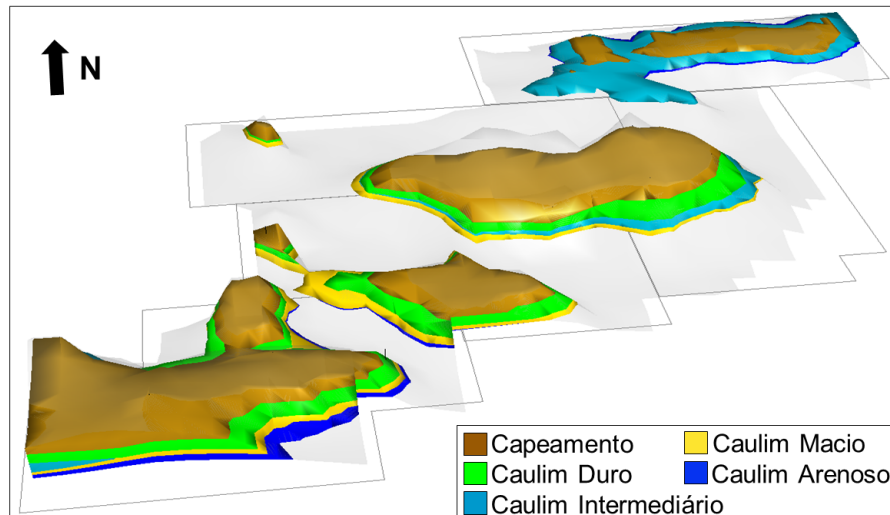 N
Capeamento
Caulim Macio
Caulim Duro
Caulim Arenoso
Caulim Intermediário